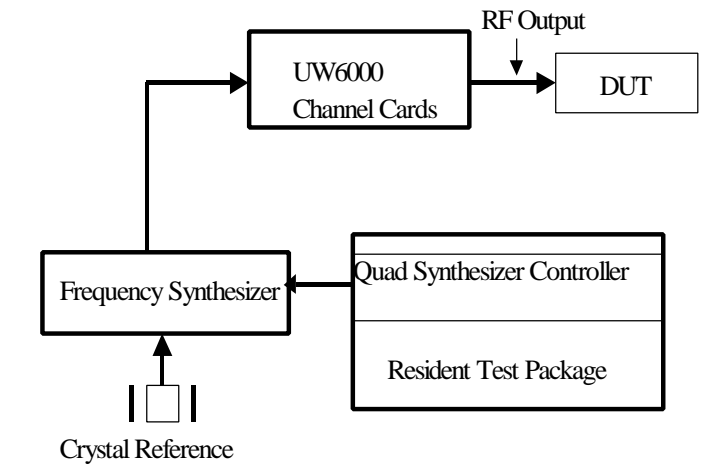 RF Output
UW6000
Channel Cards
DUT
Frequency Synthesizer
Quad Synthesizer Controller
Resident Test Package
Crystal Reference